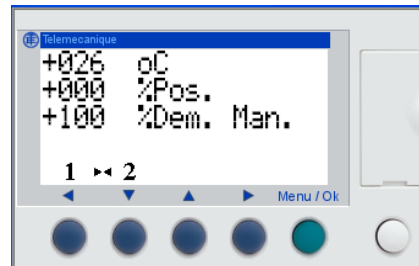 Telemecanique
+026 oC
+000 %Pos.
+100 %Dem. Man.
1 ▸◂ 2
◀ ▼ ▲ ▶ Menu / Ok